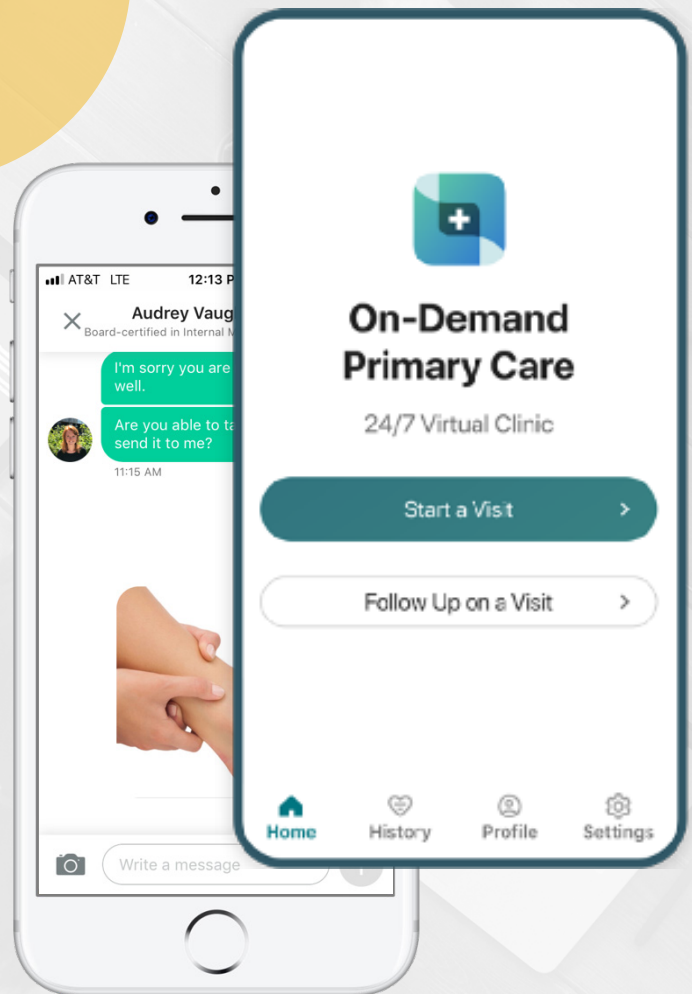 AT&T LTE 12:13 P
Audrey Vaug
Board-certified in Internal M
I'm sorry you are
well.
Are you able to ta
send it to me?
11:15 AM
Write a message
On-Demand
Primary Care
24/7 Virtual Clinic
Start a Visit
Follow Up on a Visit
Home History Profile Settings